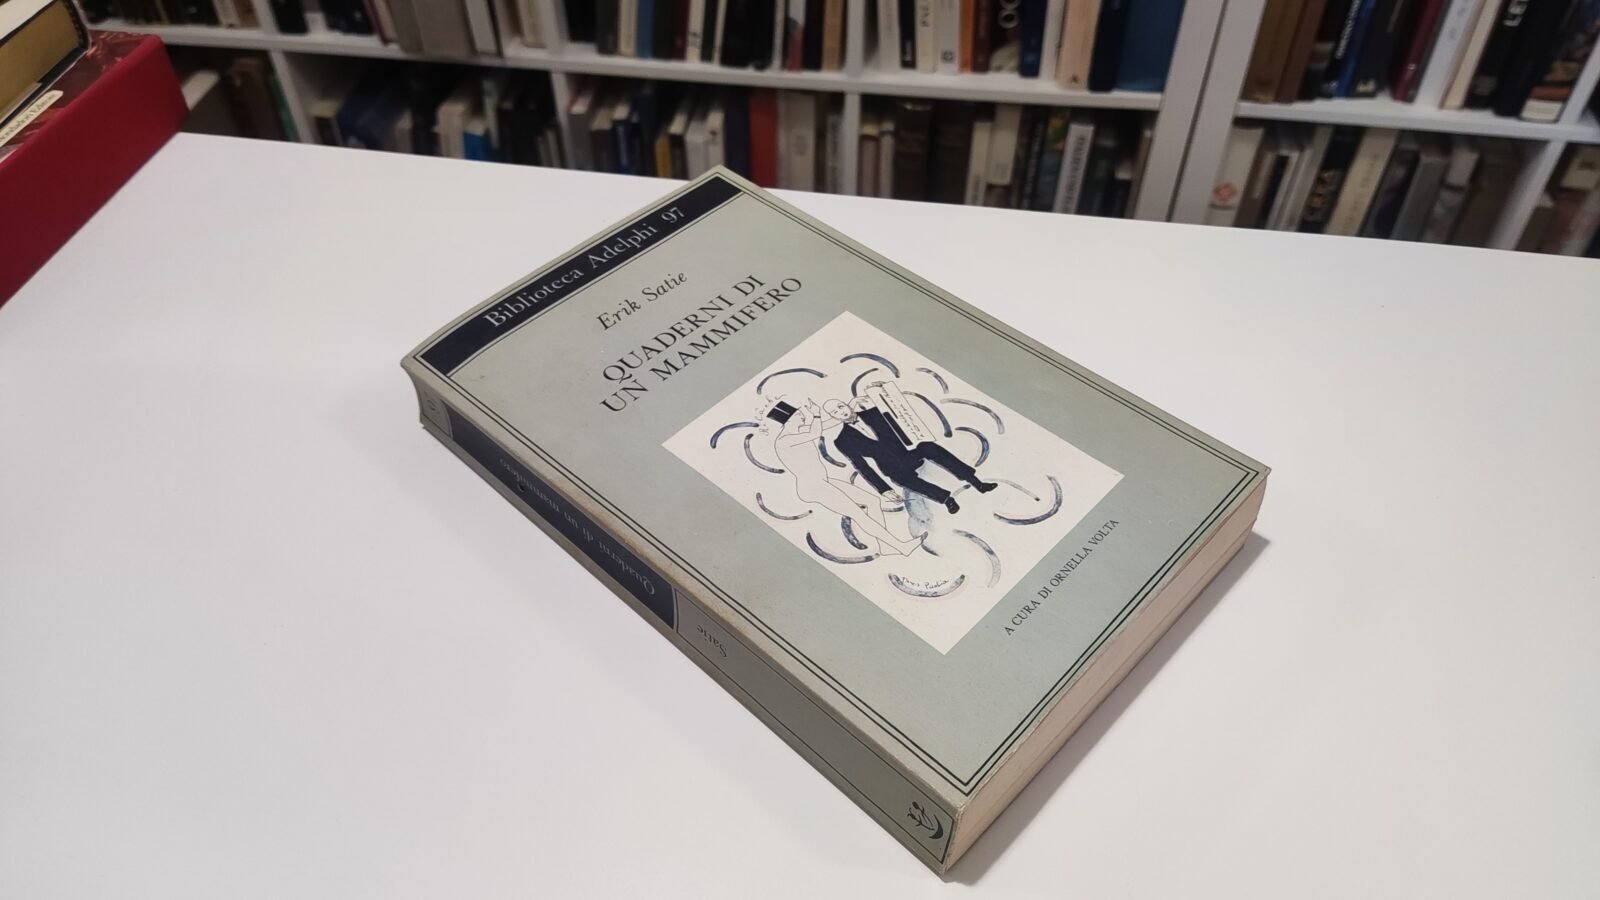 Biblioteca Adelphi 97
Erik Satie
QUADERNI DI
UN MAMMIFERO
A CURA DI ORNELLA VOLTA
Quaderni di un mammifero
Satie